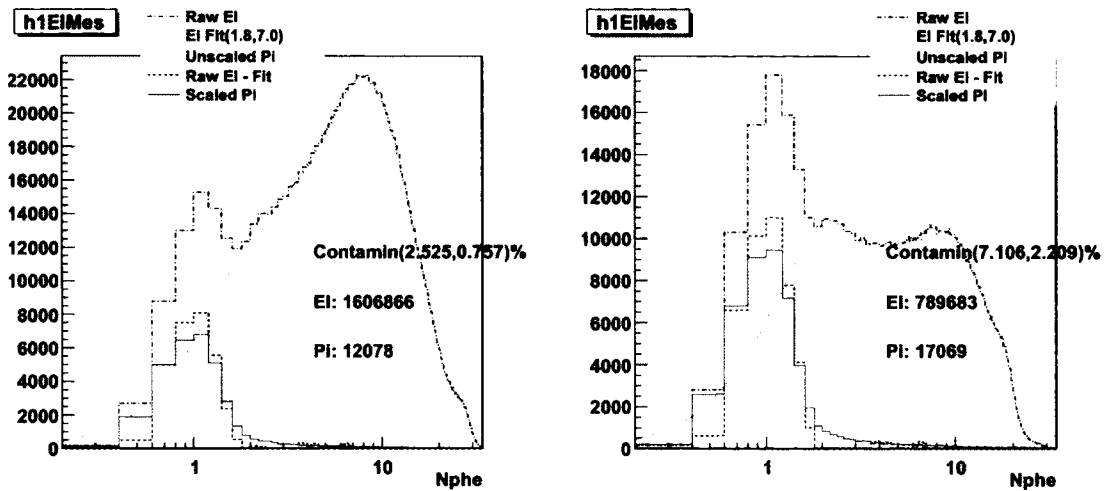 h1ElMes
Raw El
El Fit(1.8,7.0)
Unscaled Pi
Raw El - Fit
Scaled Pi
22000
20000
18000
16000
14000
12000
10000
8000
6000
4000
2000
0
Contamin(2.525,0.757)%
El: 1606866
Pi: 12078
1
10
Nphe
h1ElMes
Raw El
El Fit(1.8,7.0)
Unscaled Pi
Raw El - Fit
Scaled Pi
18000
16000
14000
12000
10000
8000
6000
4000
2000
0
Contamin(7.106,2.209)%
El: 789683
Pi: 17069
1
10
Nphe